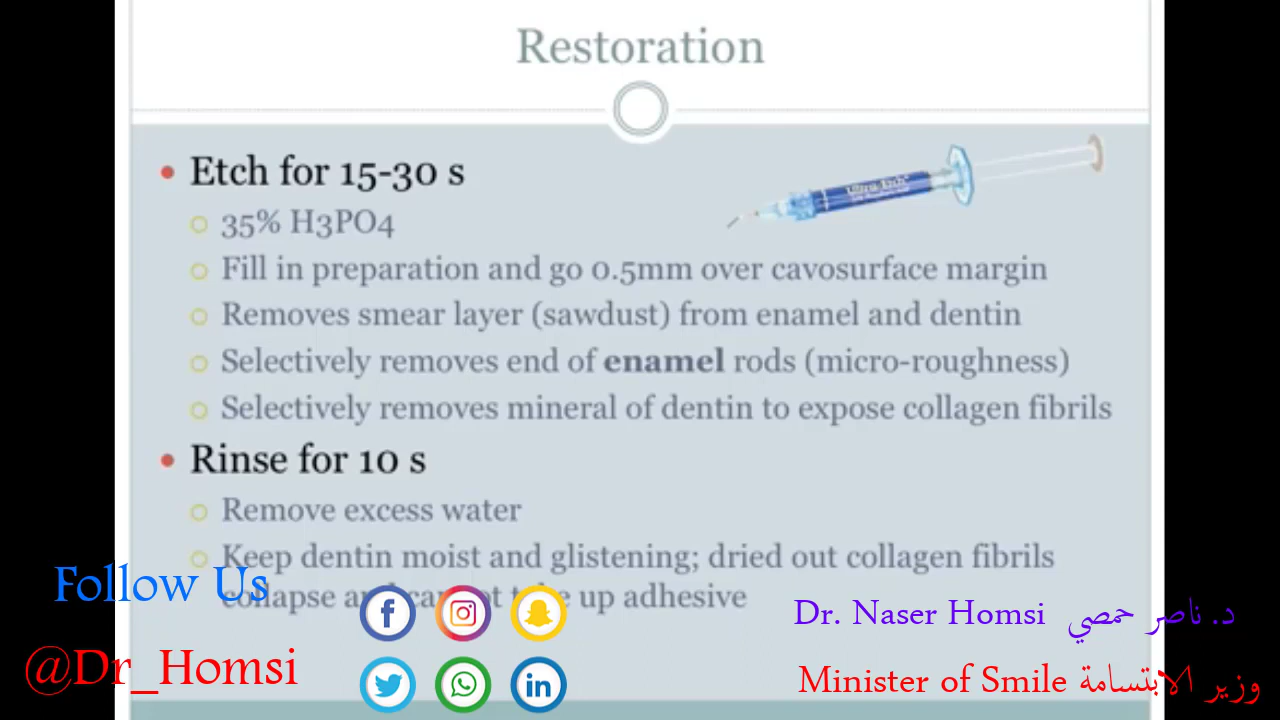 Restoration
Etch for 15-30 s
35% H3PO4
Fill in preparation and go 0.5mm over cavosurface margin
Removes smear layer (sawdust) from enamel and dentin
Selectively removes end of enamel rods (micro-roughness)
Selectively removes mineral of dentin to expose collagen fibrils
Rinse for 10 s
Remove excess water
Keep dentin moist and glistening; dried out collagen fibrils
collapse and cannot take up adhesive
Ultra-Etch
Follow Us
@Dr_Homsi
Dr. Naser Homsi د. ناصر حمصي
Minister of Smile وزير الابتسامة